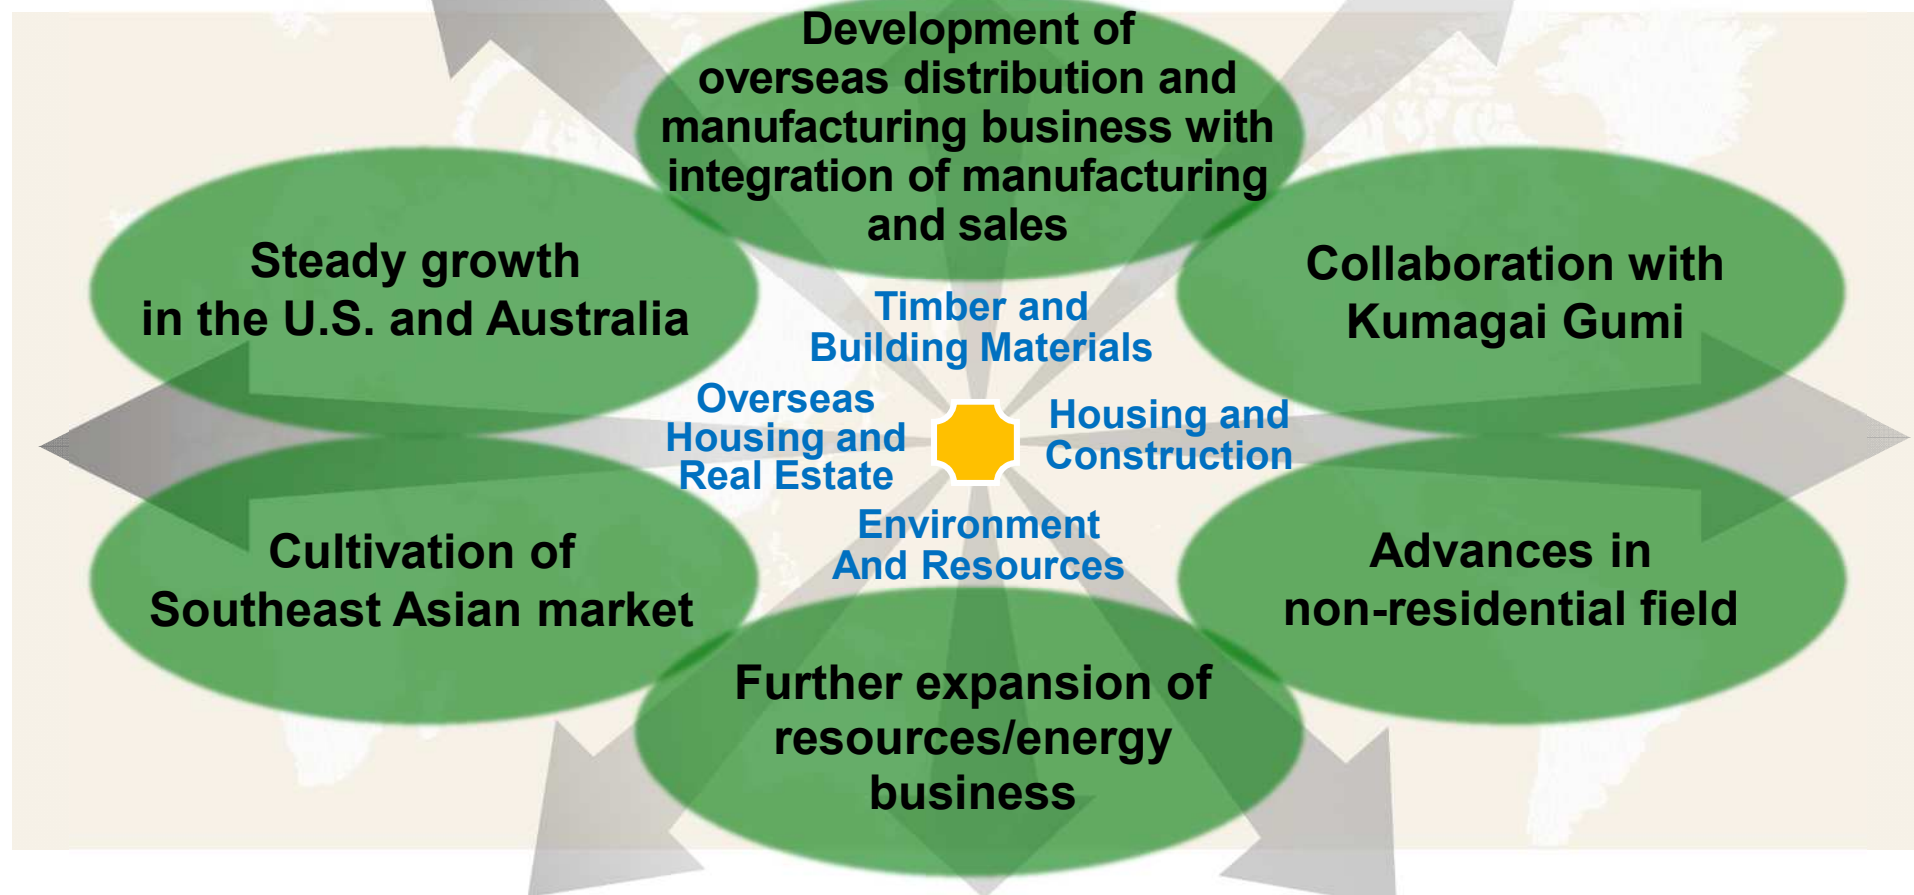 Development of
overseas distribution and
manufacturing business with
integration of manufacturing
and sales
Steady growth
in the U.S. and Australia
Collaboration with
Kumagai Gumi
Timber and
Building Materials
Overseas
Housing and
Real Estate
Housing and
Construction
Environment
And Resources
Cultivation of
Southeast Asian market
Advances in
non-residential field
Further expansion of
resources/energy
business